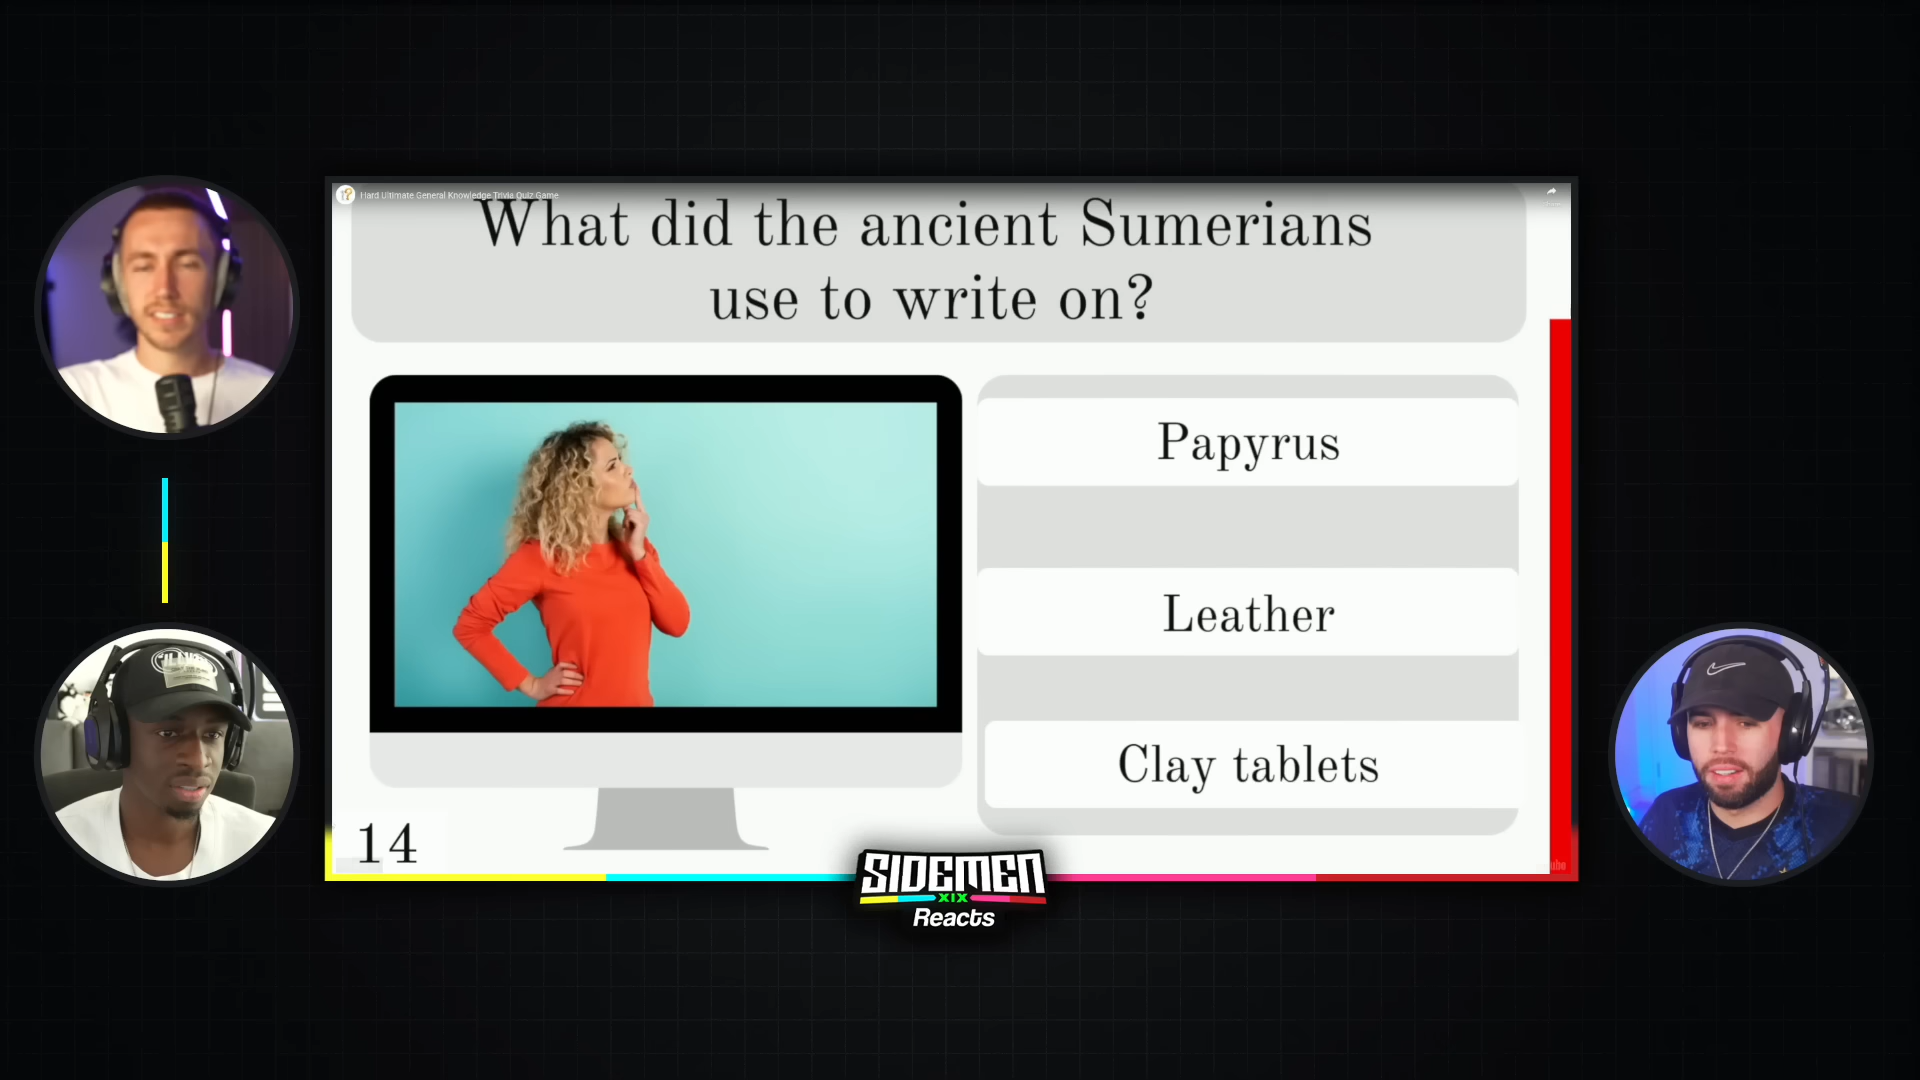 Hard Ultimate General Knowledge Trivia Quiz Game
What did the ancient Sumerians
use to write on?
Papyrus
Leather
Clay tablets
14
SIDEMEN
XIX
Reacts